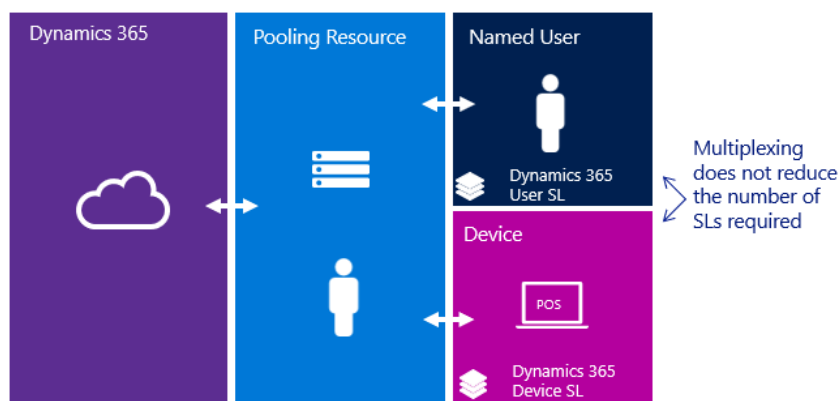 Dynamics 365
Pooling Resource
Named User
Dynamics 365
User SL
Multiplexing
does not reduce
the number of
SLs required
Device
POS
Dynamics 365
Device SL